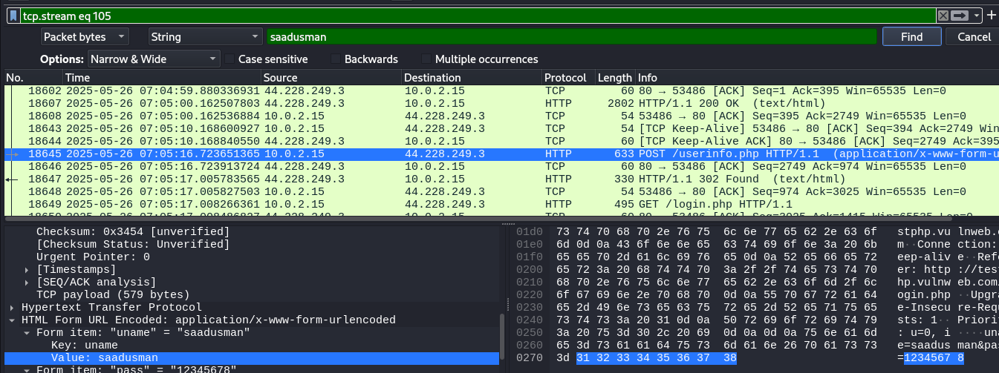 tcp.stream eq 105
Packet bytes String saadusman Find Cancel
Options: Narrow & Wide Case sensitive Backwards Multiple occurrences
No. Time Source Destination Protocol Length Info
18602 2025-05-26 07:04:59.880336931 44.228.249.3 10.0.2.15 TCP 60 80 → 53486 [ACK] Seq=1 Ack=395 Win=65535 Len=0
18607 2025-05-26 07:05:00.162507803 44.228.249.3 10.0.2.15 HTTP 2802 HTTP/1.1 200 OK (text/html)
18608 2025-05-26 07:05:00.162536884 10.0.2.15 44.228.249.3 TCP 54 53486 → 80 [ACK] Seq=395 Ack=2749 Win=65535 Len=0
18643 2025-05-26 07:05:10.168600927 10.0.2.15 44.228.249.3 TCP 54 [TCP Keep-Alive] 53486 → 80 [ACK] Seq=394 Ack=2749 Win
18644 2025-05-26 07:05:10.168840550 44.228.249.3 10.0.2.15 TCP 60 [TCP Keep-Alive ACK] 80 → 53486 [ACK] Seq=2749 Ack=395
18645 2025-05-26 07:05:16.723651365 10.0.2.15 44.228.249.3 HTTP 633 POST /userinfo.php HTTP/1.1 (application/x-www-form-u
18646 2025-05-26 07:05:16.723913724 44.228.249.3 10.0.2.15 TCP 60 80 → 53486 [ACK] Seq=2749 Ack=974 Win=65535 Len=0
18647 2025-05-26 07:05:17.005783565 44.228.249.3 10.0.2.15 HTTP 330 HTTP/1.1 302 Found (text/html)
18648 2025-05-26 07:05:17.005827503 10.0.2.15 44.228.249.3 TCP 54 53486 → 80 [ACK] Seq=974 Ack=3025 Win=65535 Len=0
18649 2025-05-26 07:05:17.008266361 10.0.2.15 44.228.249.3 HTTP 495 GET /login.php HTTP/1.1
Checksum: 0x3454 [unverified]
[Checksum Status: Unverified]
Urgent Pointer: 0
[Timestamps]
[SEQ/ACK analysis]
TCP payload (579 bytes)
Hypertext Transfer Protocol
HTML Form URL Encoded: application/x-www-form-urlencoded
Form item: "uname" = "saadusman"
Key: uname
Value: saadusman
Form item: "pass" = "12345678"
01d0 73 74 70 68 70 2e 76 75 6c 6e 77 65 62 2e 63 6f stphp.vu lnweb.c
01e0 6d 0d 0a 43 6f 6e 6e 65 63 74 69 6f 6e 3a 20 6b m··Conne ction:
01f0 65 65 70 2d 61 6c 69 76 65 0d 0a 52 65 66 65 72 eep-aliv e··Refe
0200 65 72 3a 20 68 74 74 70 3a 2f 2f 74 65 73 74 70 er: http ://test
0210 68 70 2e 76 75 6c 6e 77 65 62 2e 63 6f 6d 2f 6c hp.vulnw eb.com/
0220 6f 67 69 6e 2e 70 68 70 0d 0a 55 70 67 72 61 64 ogin.php ··Upgra
0230 65 2d 49 6e 73 65 63 75 72 65 2d 52 65 71 75 65 e-Insecu re-Requ
0240 73 74 73 3a 20 31 0d 0a 50 72 69 6f 72 69 74 79 sts: 1·· Priorit
0250 3a 20 75 3d 30 2c 20 69 0d 0a 0d 0a 75 6e 61 6d : u=0, i ····una
0260 65 3d 73 61 61 64 75 73 6d 61 6e 26 70 61 73 73 e=saadus man&pas
0270 3d 31 32 33 34 35 36 37 38 =1234567 8